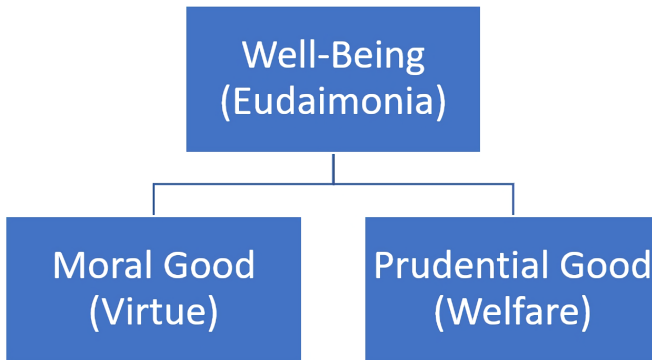 Well-Being
(Eudaimonia)
Moral Good
(Virtue)
Prudential Good
(Welfare)